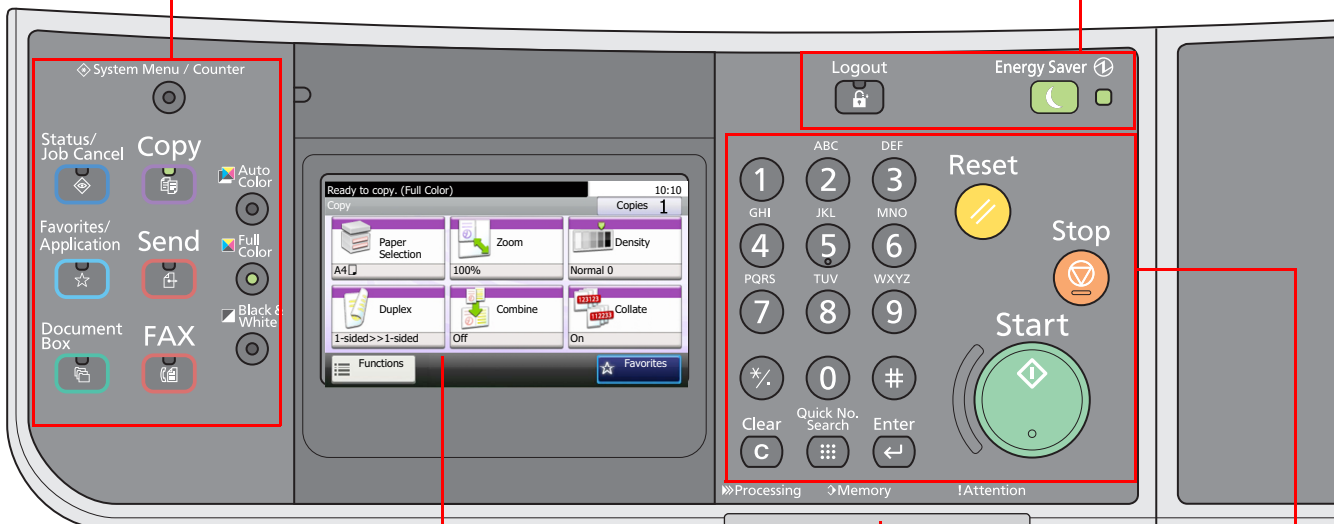 System Menu / Counter
Status/
Job Cancel
Copy
Auto
Color
Favorites/
Application
Send
Full
Color
Document
Box
FAX
Black &
White
Ready to copy. (Full Color)
10:10
Copy
Copies 1
Paper
Selection
A4
Zoom
100%
Density
Normal 0
Duplex
1-sided>>1-sided
Combine
Off
123123
112233
Collate
On
Functions
Favorites
Logout
Energy Saver
ABC DEF
1 2 3
GHI JKL MNO
4 5 6
PQRS TUV WXYZ
7 8 9
*/. 0 #
Clear
Quick No.
Search
Enter
C
Reset
Stop
Start
Processing
Memory
!Attention